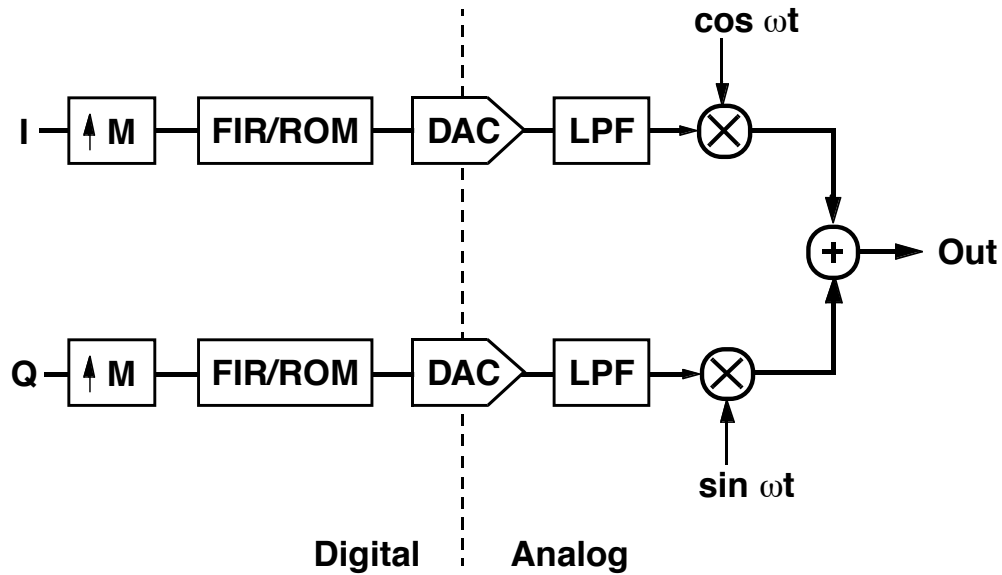 cos ωt
I
M
FIR/ROM
DAC
LPF
+
Out
Q
M
FIR/ROM
DAC
LPF
sin ωt
Digital
Analog